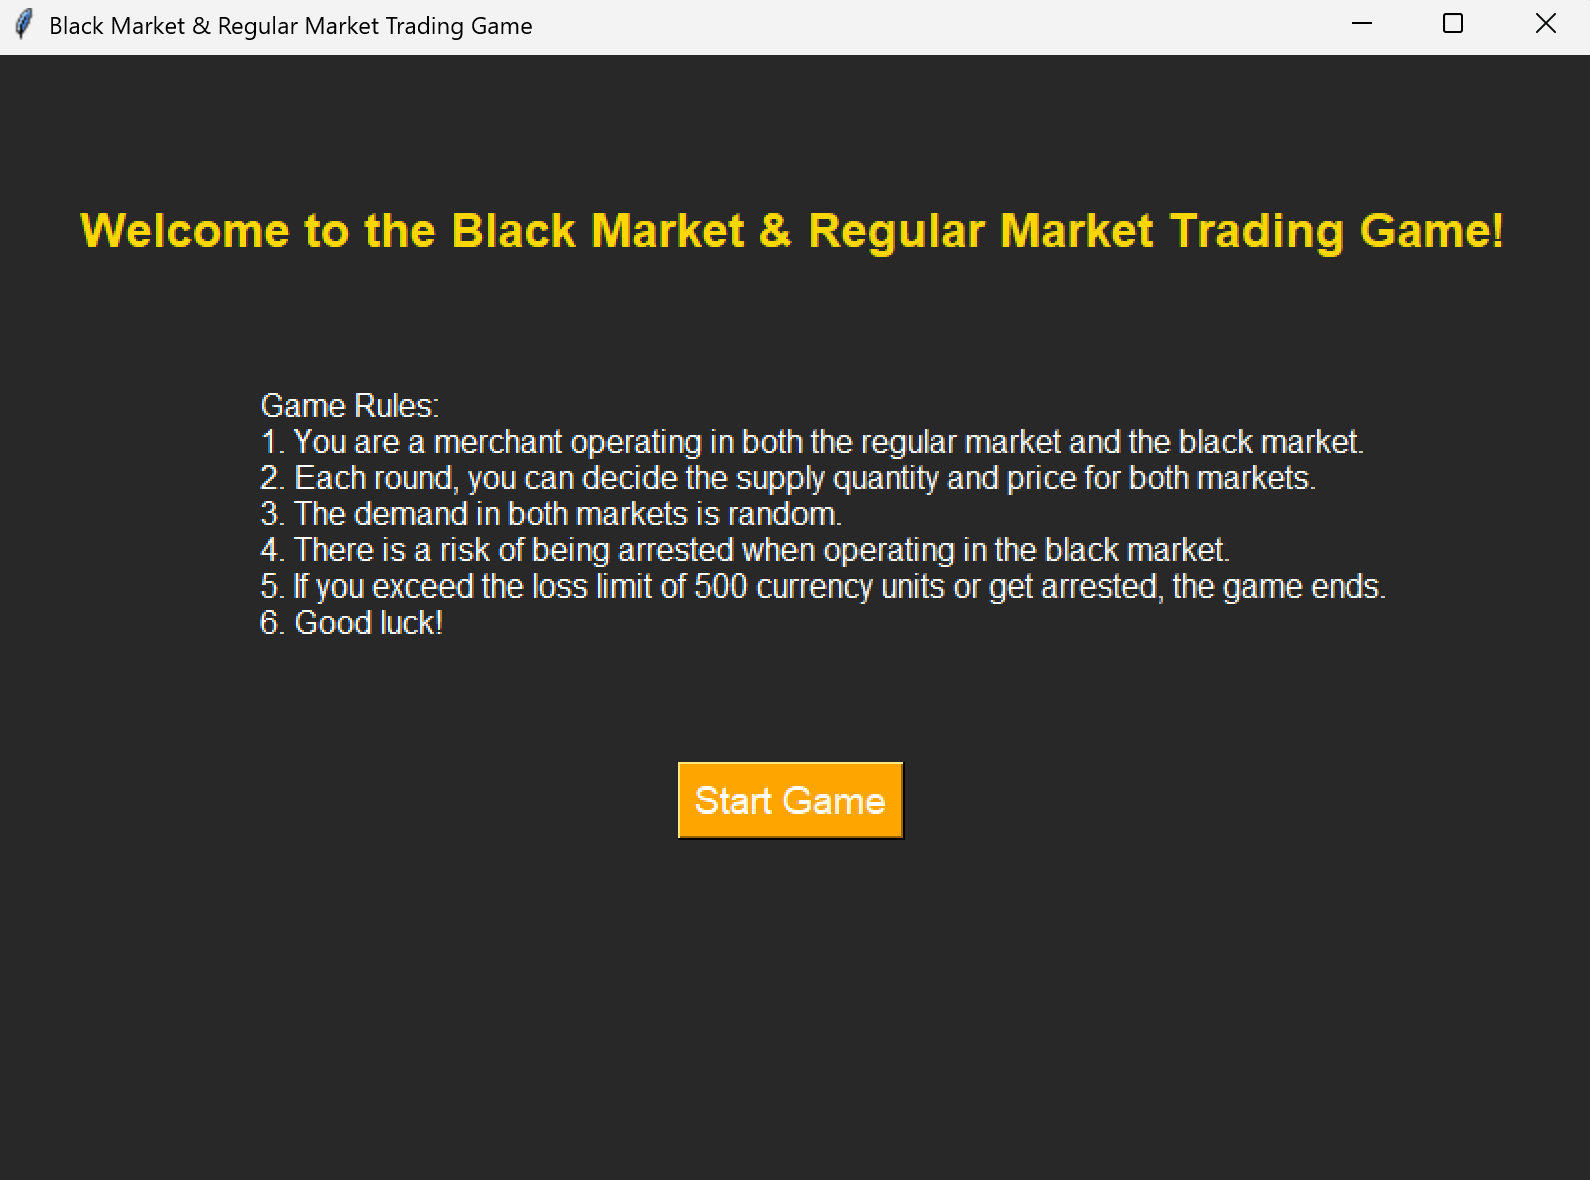 Black Market & Regular Market Trading Game
Welcome to the Black Market & Regular Market Trading Game!
Game Rules:
1. You are a merchant operating in both the regular market and the black market.
2. Each round, you can decide the supply quantity and price for both markets.
3. The demand in both markets is random.
4. There is a risk of being arrested when operating in the black market.
5. If you exceed the loss limit of 500 currency units or get arrested, the game ends.
6. Good luck!
Start Game